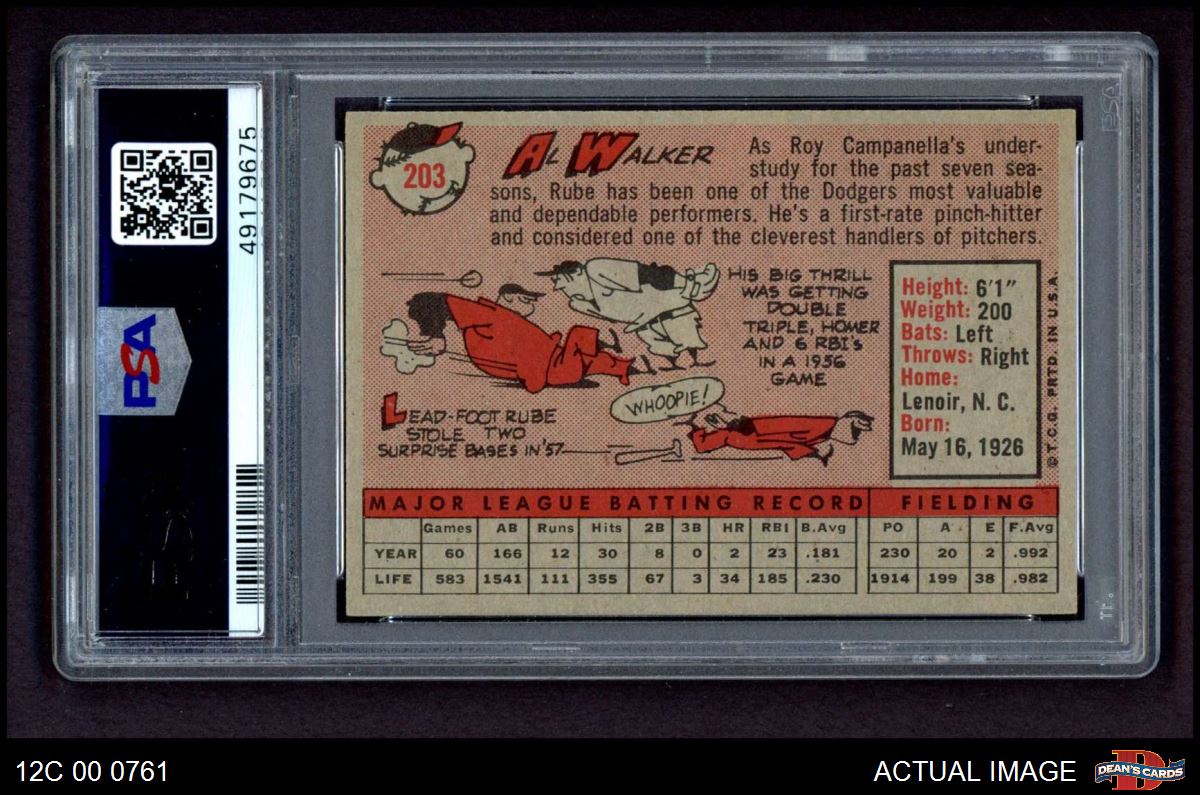 49179675
PSA
203
AL WALKER
As Roy Campanella's under-
study for the past seven sea-
sons, Rube has been one of the Dodgers most valuable
and dependable performers. He's a first-rate pinch-hitter
and considered one of the cleverest handlers of pitchers.
HIS BIG THRILL
WAS GETTING
DOUBLE
TRIPLE, HOMER
AND 6 RBI'S
IN A 1956
GAME
LEAD-FOOT RUBE
STOLE TWO
SURPRISE BASES IN '57
WHOOPIE!
Height: 6'1"
Weight: 200
Bats: Left
Throws: Right
Home:
Lenoir, N. C.
Born:
May 16, 1926
© T.C.G. PRTD. IN U.S.A.
MAJOR LEAGUE BATTING RECORD FIELDING
Games AB Runs Hits 2B 3B HR RBI B.Avg PO A E F.Avg
YEAR 60 166 12 30 8 0 2 23 .181 230 20 2 .992
LIFE 583 1541 111 355 67 3 34 185 .230 1914 199 38 .982
12C 00 0761
ACTUAL IMAGE
DEAN'S CARDS